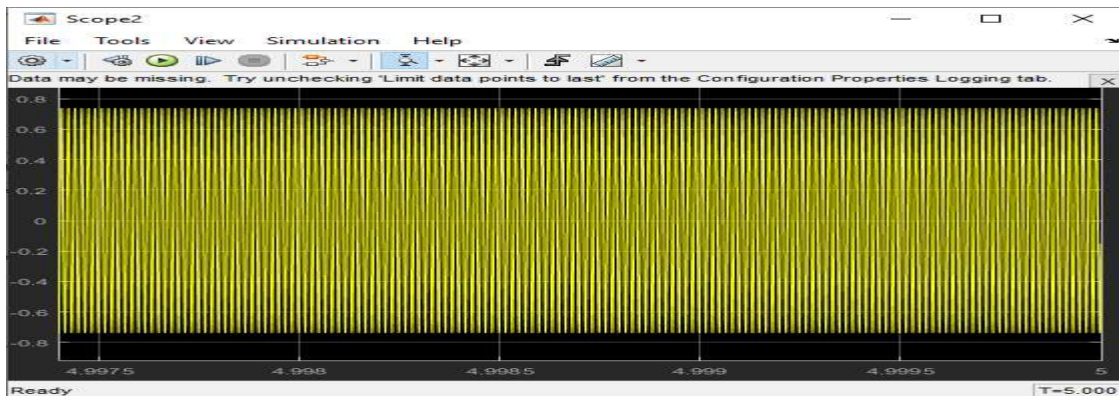 Scope2
File Tools View Simulation Help
Data may be missing. Try unchecking 'Limit data points to last' from the Configuration Properties Logging tab.
0.8
0.6
0.4
0.2
0
-0.2
-0.4
-0.6
-0.8
4.9975 4.998 4.9985 4.999 4.9995 5
Ready T=5.000